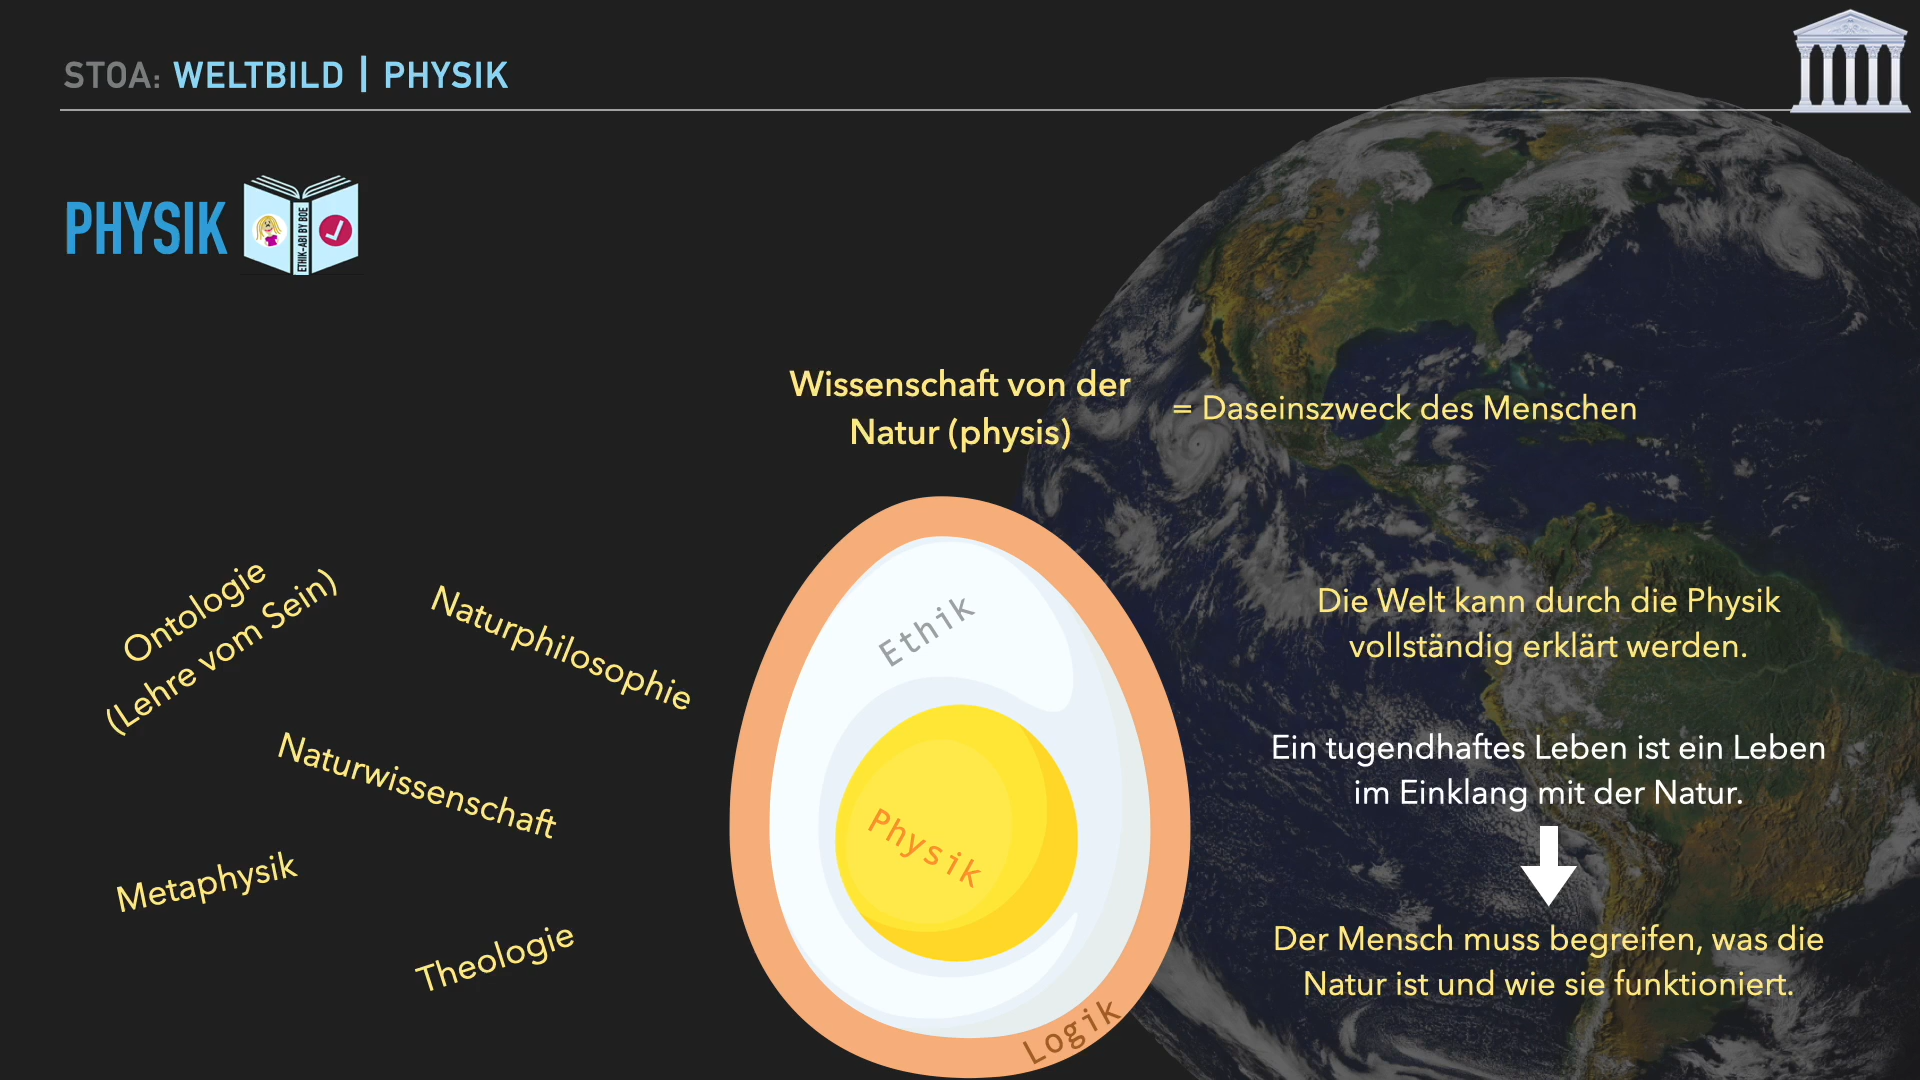 STOA: WELTBILD | PHYSIK
PHYSIK
ETHIK-ABI BY BOE
Wissenschaft von der
Natur (physis)
= Daseinszweck des Menschen
Ontologie
(Lehre vom Sein)
Naturphilosophie
Naturwissenschaft
Metaphysik
Theologie
Ethik
Physik
Logik
Die Welt kann durch die Physik
vollständig erklärt werden.
Ein tugendhaftes Leben ist ein Leben
im Einklang mit der Natur.
Der Mensch muss begreifen, was die
Natur ist und wie sie funktioniert.